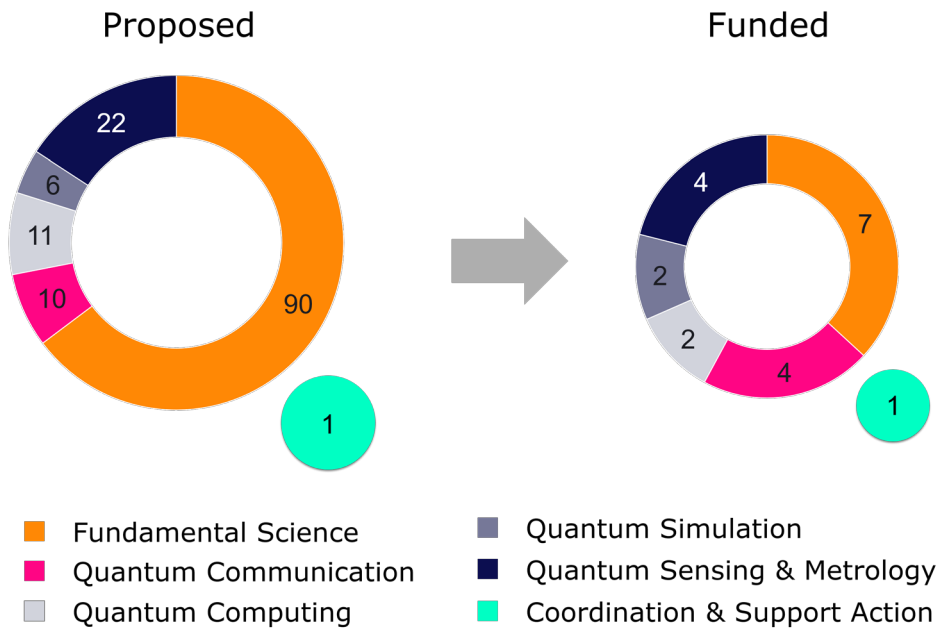 Proposed
Funded
22
6
11
10
90
1
4
2
2
4
7
1
Fundamental Science
Quantum Communication
Quantum Computing
Quantum Simulation
Quantum Sensing & Metrology
Coordination & Support Action